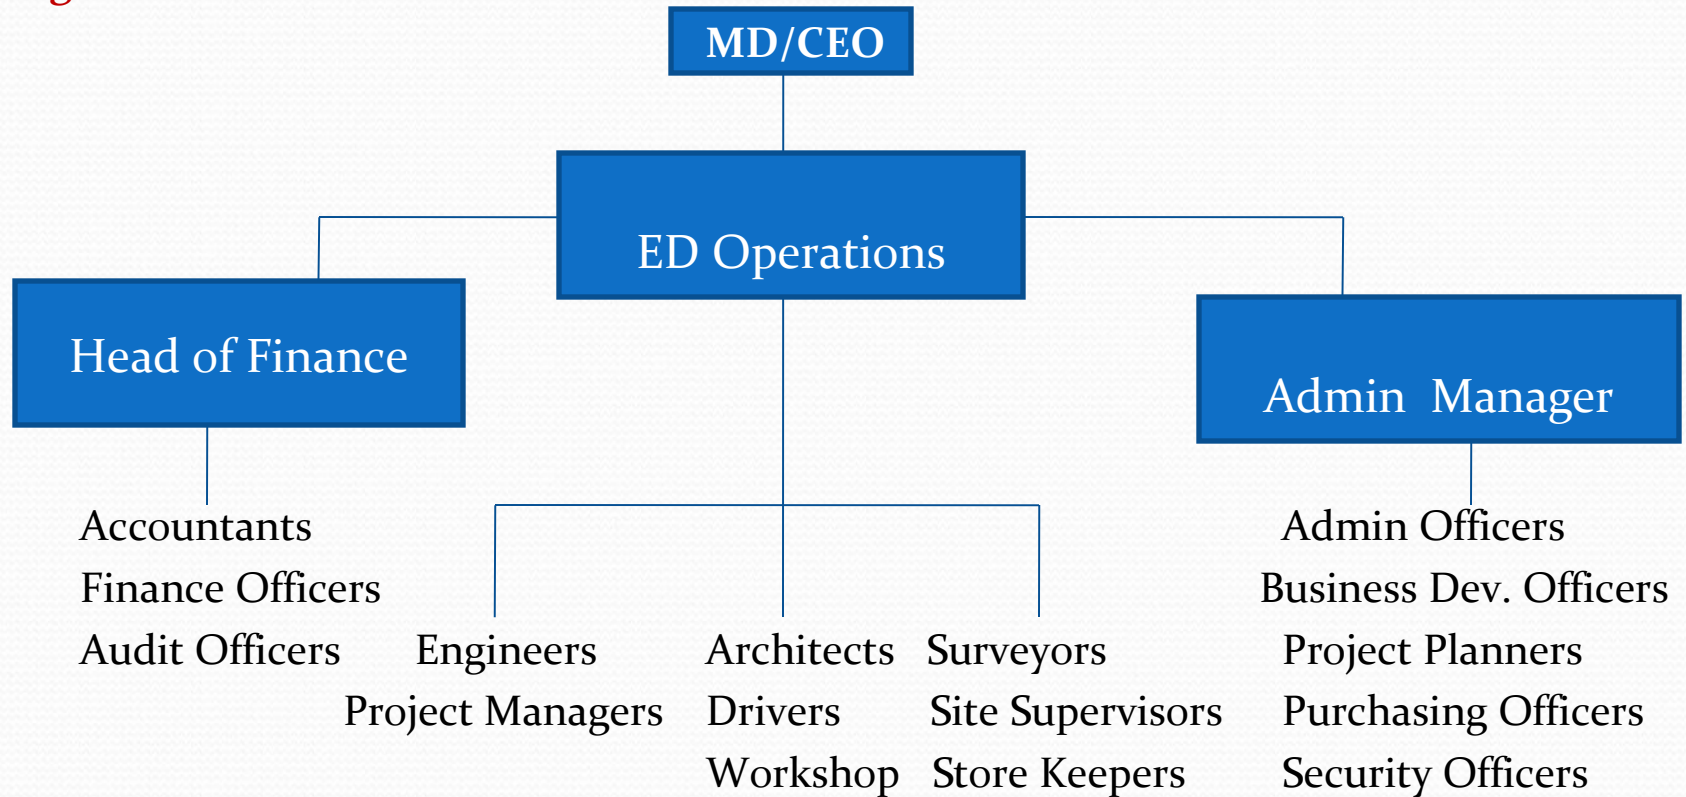 MD/CEO
ED Operations
Head of Finance
Admin Manager
Accountants
Finance Officers
Audit Officers
Engineers
Project Managers
Architects
Drivers
Workshop
Surveyors
Site Supervisors
Store Keepers
Admin Officers
Business Dev. Officers
Project Planners
Purchasing Officers
Security Officers